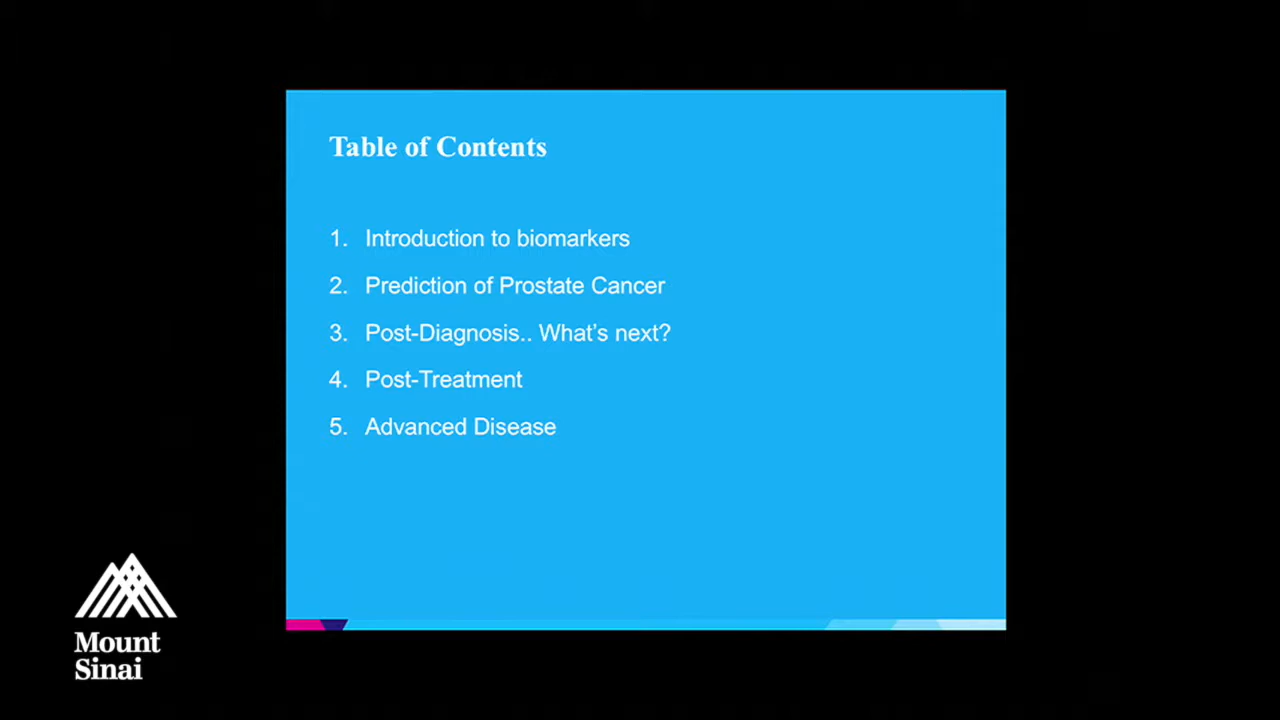 Table of Contents
1. Introduction to biomarkers
2. Prediction of Prostate Cancer
3. Post-Diagnosis.. What’s next?
4. Post-Treatment
5. Advanced Disease
Mount
Sinai